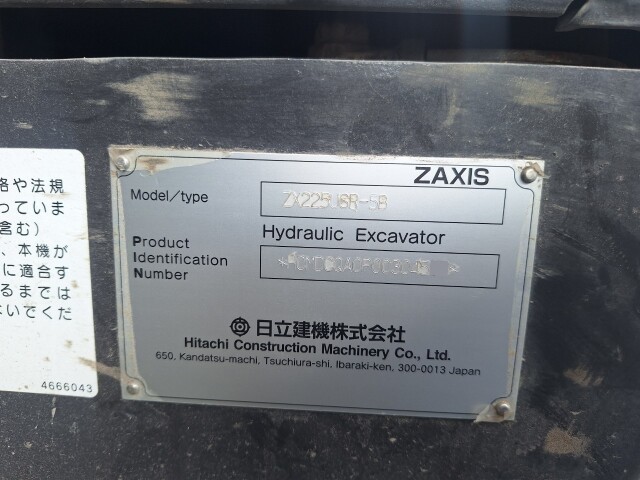 ZAXIS
Model/type
ZX225USR-5B
Hydraulic Excavator
Product
Identification
Number
日立建機株式会社
Hitachi Construction Machinery Co., Ltd.
650, Kandatsu-machi, Tsuchiura-shi, Ibaraki-ken, 300-0013 Japan
格や法規
っていま
含む)
、本機が
に適合す
るまでは
いでくだ
4666043